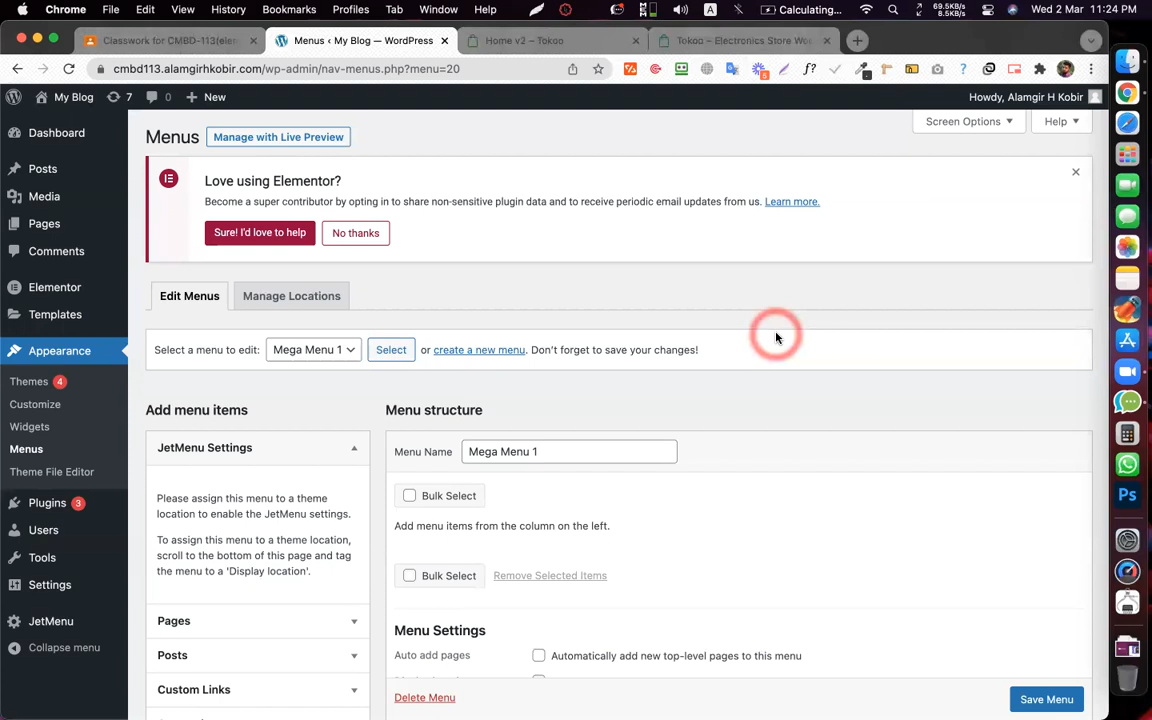 Chrome File Edit View History Bookmarks Profiles Tab Window Help A Calculating... 69.5KB/s 8.5KB/s Wed 2 Mar 11:24 PM
Classwork for CMBD-113(eler Menus ‹ My Blog — WordPress Home v2 – Tokoo Tokoo – Electronics Store Wo
cmbd113.alamgirhkobir.com/wp-admin/nav-menus.php?menu=20
My Blog 7 0 New Howdy, Alamgir H Kobir
Screen Options Help
Menus Manage with Live Preview
Love using Elementor?
Become a super contributor by opting in to share non-sensitive plugin data and to receive periodic email updates from us. Learn more.
Sure! I'd love to help No thanks
Edit Menus Manage Locations
Select a menu to edit: Mega Menu 1 Select or create a new menu. Don't forget to save your changes!
Dashboard
Posts
Media
Pages
Comments
Elementor
Templates
Appearance
Themes 4
Customize
Widgets
Menus
Theme File Editor
Plugins 3
Users
Tools
Settings
JetMenu
Collapse menu
Add menu items
JetMenu Settings
Please assign this menu to a theme
location to enable the JetMenu settings.
To assign this menu to a theme location,
scroll to the bottom of this page and tag
the menu to a 'Display location'.
Pages
Posts
Custom Links
Menu structure
Menu Name Mega Menu 1
Bulk Select
Add menu items from the column on the left.
Bulk Select Remove Selected Items
Menu Settings
Auto add pages Automatically add new top-level pages to this menu
Delete Menu Save Menu
Ps